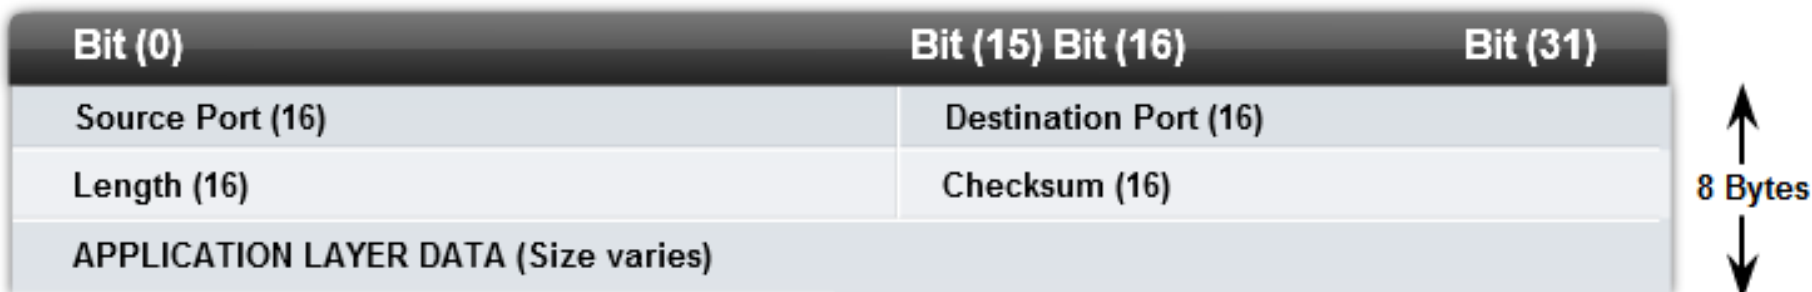 Bit (0) Bit (15) Bit (16) Bit (31)
Source Port (16) Destination Port (16)
Length (16) Checksum (16)
8 Bytes
APPLICATION LAYER DATA (Size varies)